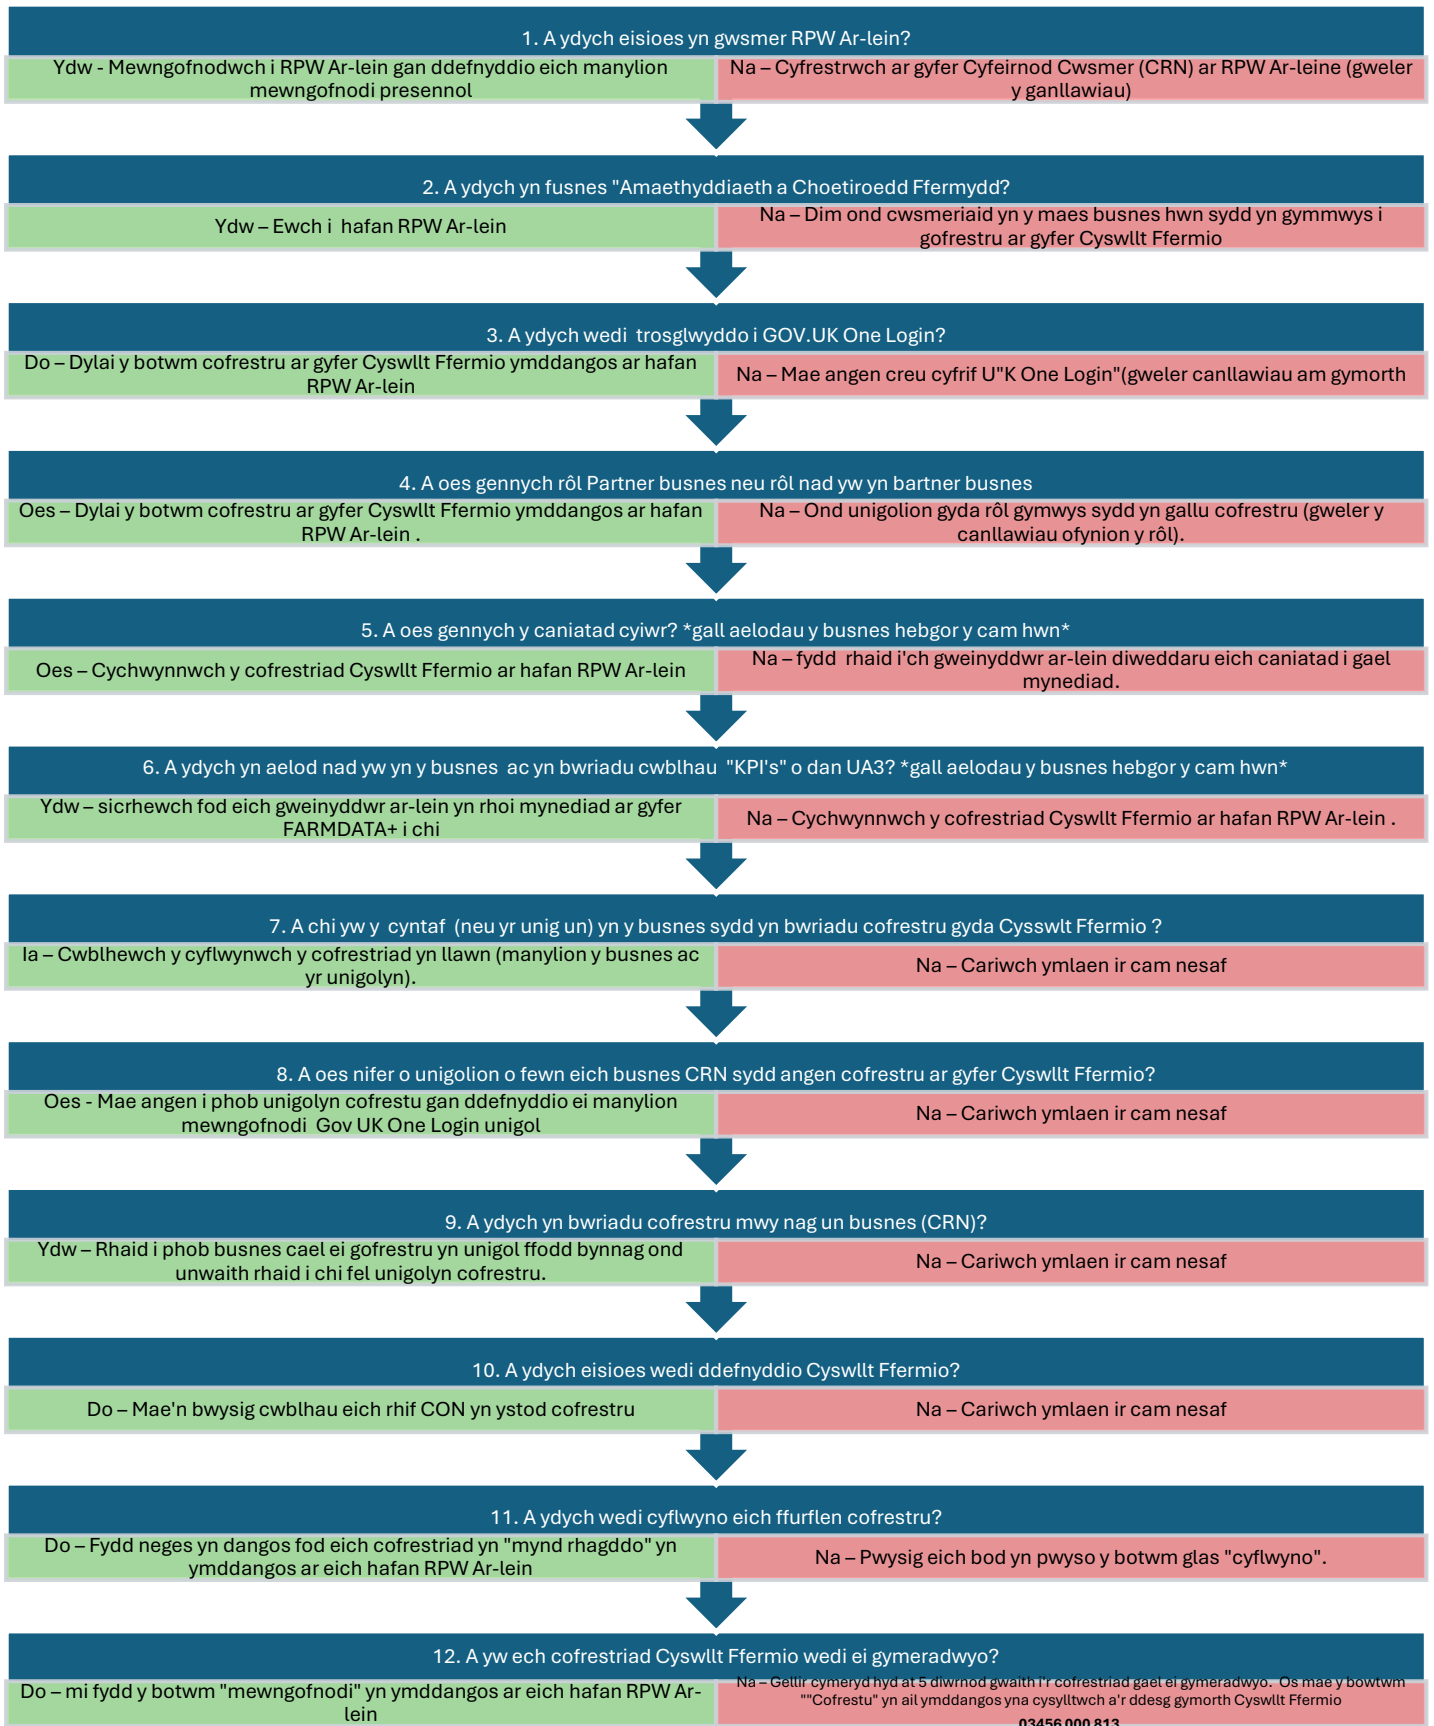 1. A ydych eisioes yn gwsmer RPW Ar-lein?
Ydw - Mewngofnodwch i RPW Ar-lein gan ddefnyddio eich manylion
mewngofnodi presennol
Na – Cyfrestrwch ar gyfer Cyfeirnod Cwsmer (CRN) ar RPW Ar-leine (gweler
y ganllawiau)
2. A ydych yn fusnes "Amaethyddiaeth a Choetiroedd Ffermydd?
Ydw – Ewch i hafan RPW Ar-lein
Na – Dim ond cwsmeriaid yn y maes busnes hwn sydd yn gymmwys i
gofrestru ar gyfer Cyswllt Ffermio
3. A ydych wedi trosglwyddo i GOV.UK One Login?
Do – Dylai y botwm cofrestru ar gyfer Cyswllt Ffermio ymddangos ar hafan
RPW Ar-lein
Na – Mae angen creu cyfrif U"K One Login"(gweler canllawiau am gymorth
4. A oes gennych rôl Partner busnes neu rôl nad yw yn bartner busnes
Oes – Dylai y botwm cofrestru ar gyfer Cyswllt Ffermio ymddangos ar hafan
RPW Ar-lein .
Na – Ond unigolion gyda rôl gymwys sydd yn gallu cofrestru (gweler y
canllawiau ofynion y rôl).
5. A oes gennych y caniatad cyiwr? *gall aelodau y busnes hebgor y cam hwn*
Oes – Cychwynnwch y cofrestriad Cyswllt Ffermio ar hafan RPW Ar-lein
Na – fydd rhaid i'ch gweinyddwr ar-lein diweddaru eich caniatad i gael
mynediad.
6. A ydych yn aelod nad yw yn y busnes ac yn bwriadu cwblhau "KPI's" o dan UA3? *gall aelodau y busnes hebgor y cam hwn*
Ydw – sicrhewch fod eich gweinyddwr ar-lein yn rhoi mynediad ar gyfer
FARMDATA+ i chi
Na – Cychwynnwch y cofrestriad Cyswllt Ffermio ar hafan RPW Ar-lein .
7. A chi yw y cyntaf (neu yr unig un) yn y busnes sydd yn bwriadu cofrestru gyda Cysswlt Ffermio ?
Ia – Cwblhewch y cyflwynwch y cofrestriad yn llawn (manylion y busnes ac
yr unigolyn).
Na – Cariwch ymlaen ir cam nesaf
8. A oes nifer o unigolion o fewn eich busnes CRN sydd angen cofrestru ar gyfer Cyswllt Ffermio?
Oes - Mae angen i phob unigolyn cofrestu gan ddefnyddio ei manylion
mewngofnodi Gov UK One Login unigol
Na – Cariwch ymlaen ir cam nesaf
9. A ydych yn bwriadu cofrestru mwy nag un busnes (CRN)?
Ydw – Rhaid i phob busnes cael ei gofrestru yn unigol ffodd bynnag ond
unwaith rhaid i chi fel unigolyn cofrestru.
Na – Cariwch ymlaen ir cam nesaf
10. A ydych eisioes wedi ddefnyddio Cyswllt Ffermio?
Do – Mae'n bwysig cwblhau eich rhif CON yn ystod cofrestru
Na – Cariwch ymlaen ir cam nesaf
11. A ydych wedi cyflwyno eich ffurflen cofrestru?
Do – Fydd neges yn dangos fod eich cofrestriad yn "mynd rhagddo" yn
ymddangos ar eich hafan RPW Ar-lein
Na – Pwysig eich bod yn pwyso y botwm glas "cyflwyno".
12. A yw ech cofrestriad Cyswllt Ffermio wedi ei gymeradwyo?
Do – mi fydd y botwm "mewngofnodi" yn ymddangos ar eich hafan RPW Ar-
lein
Na – Gellir cymeryd hyd at 5 diwrnod gwaith i'r cofrestriad gael ei gymeradwyo. Os mae y bowtwm
""Cofrestu" yn ail ymddangos yna cysylltwch a'r ddesg gymorth Cyswllt Ffermio
03456 000 813